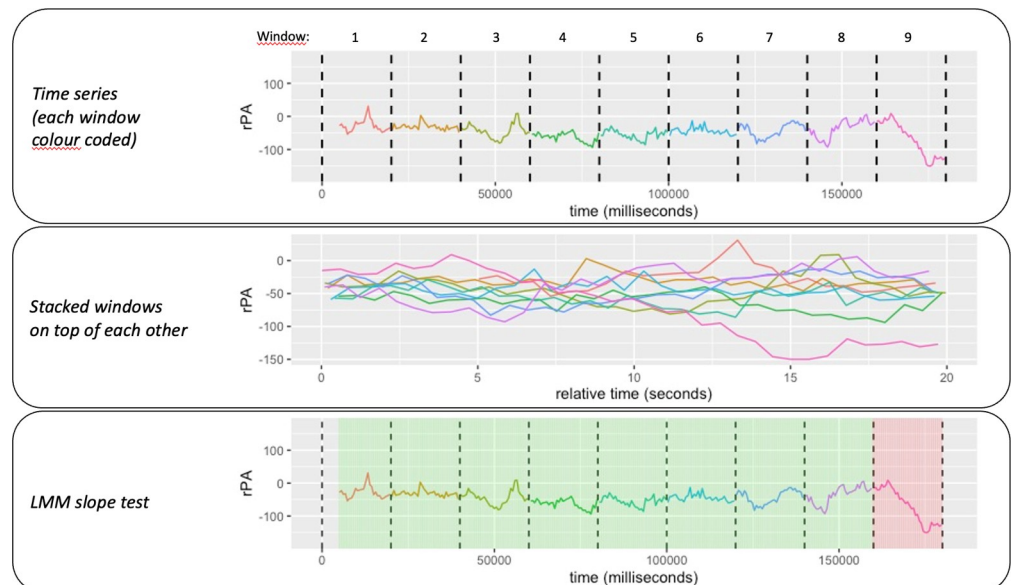 Window: 1 2 3 4 5 6 7 8 9
Time series
(each window
colour coded)
rPA
100
0
-100
0 50000 100000 150000
time (milliseconds)
Stacked windows
on top of each other
0
-50
-100
-150
0 5 10 15 20
relative time (seconds)
LMM slope test
rPA
100
0
-100
0 50000 100000 150000
time (milliseconds)